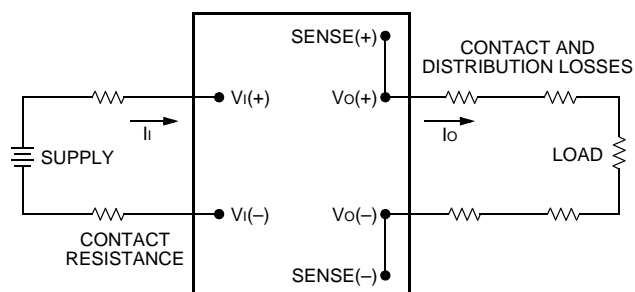 SENSE(+)
CONTACT AND
DISTRIBUTION LOSSES
VI(+)
VO(+)
II
IO
SUPPLY
LOAD
VI(–)
VO(–)
CONTACT
RESISTANCE
SENSE(–)